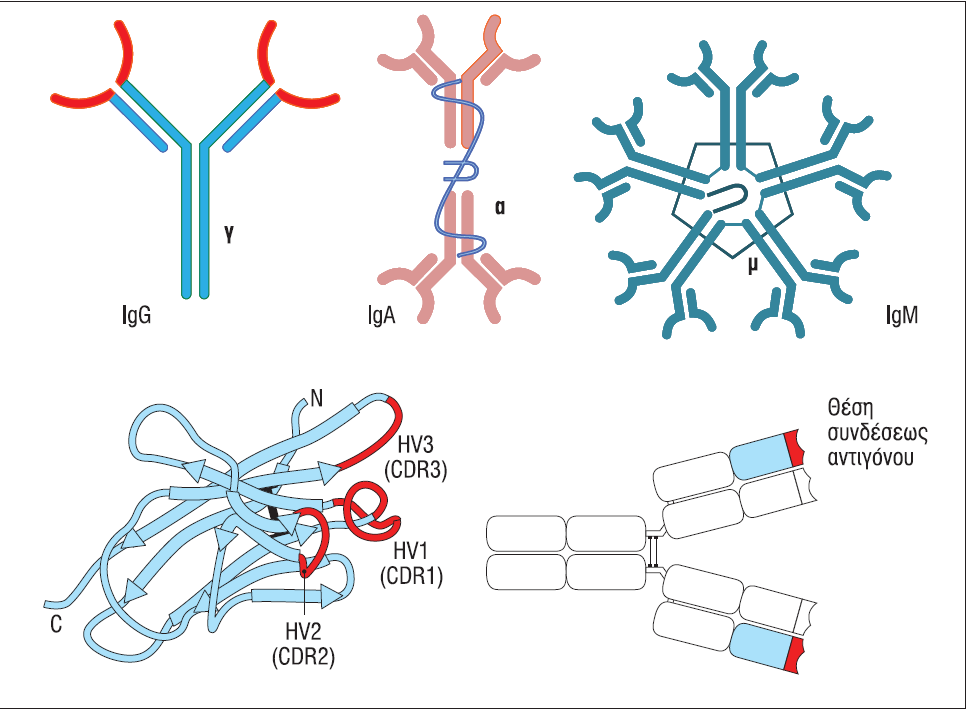 γ
α
μ
IgG
IgA
IgM
N
HV3
(CDR3)
HV1
(CDR1)
C
HV2
(CDR2)
Θέση
συνδέσεως
αντιγόνου